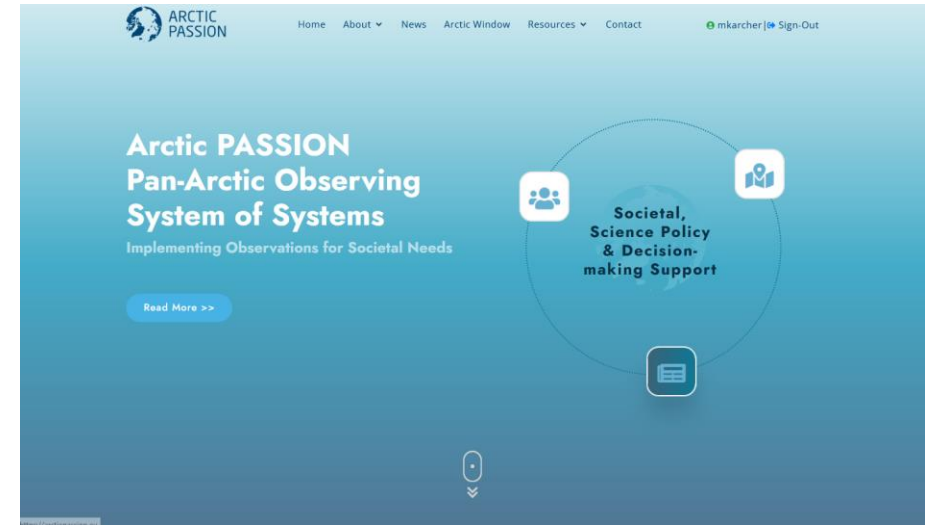 ARCTIC
PASSION
Home About News Arctic Window Resources Contact
mkarcher| Sign-Out
Arctic PASSION
Pan-Arctic Observing
System of Systems
Implementing Observations for Societal Needs
Read More >>
Societal,
Science Policy
& Decision-
making Support